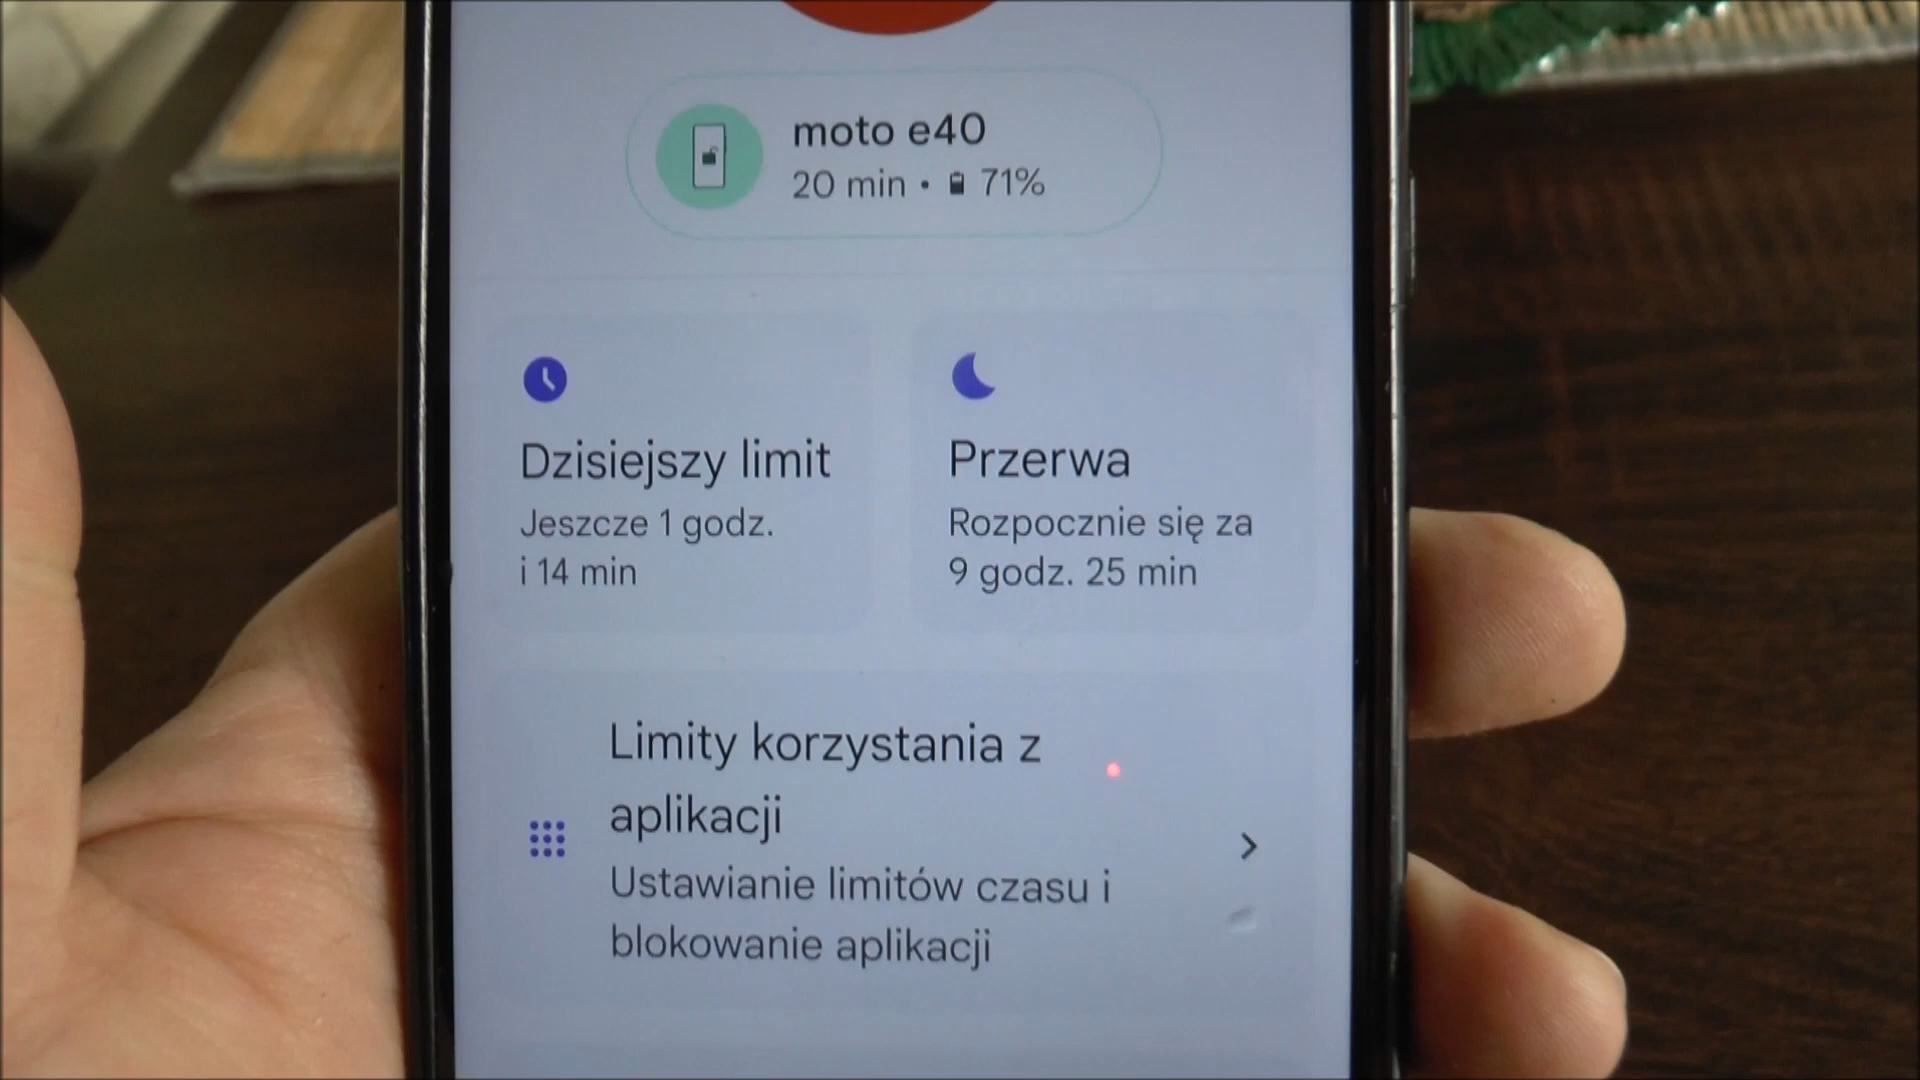 moto e40
20 min • 71%
Dzisiejszy limit
Jeszcze 1 godz.
i 14 min
Przerwa
Rozpocznie się za
9 godz. 25 min
Limity korzystania z
aplikacji
Ustawianie limitów czasu i
blokowanie aplikacji